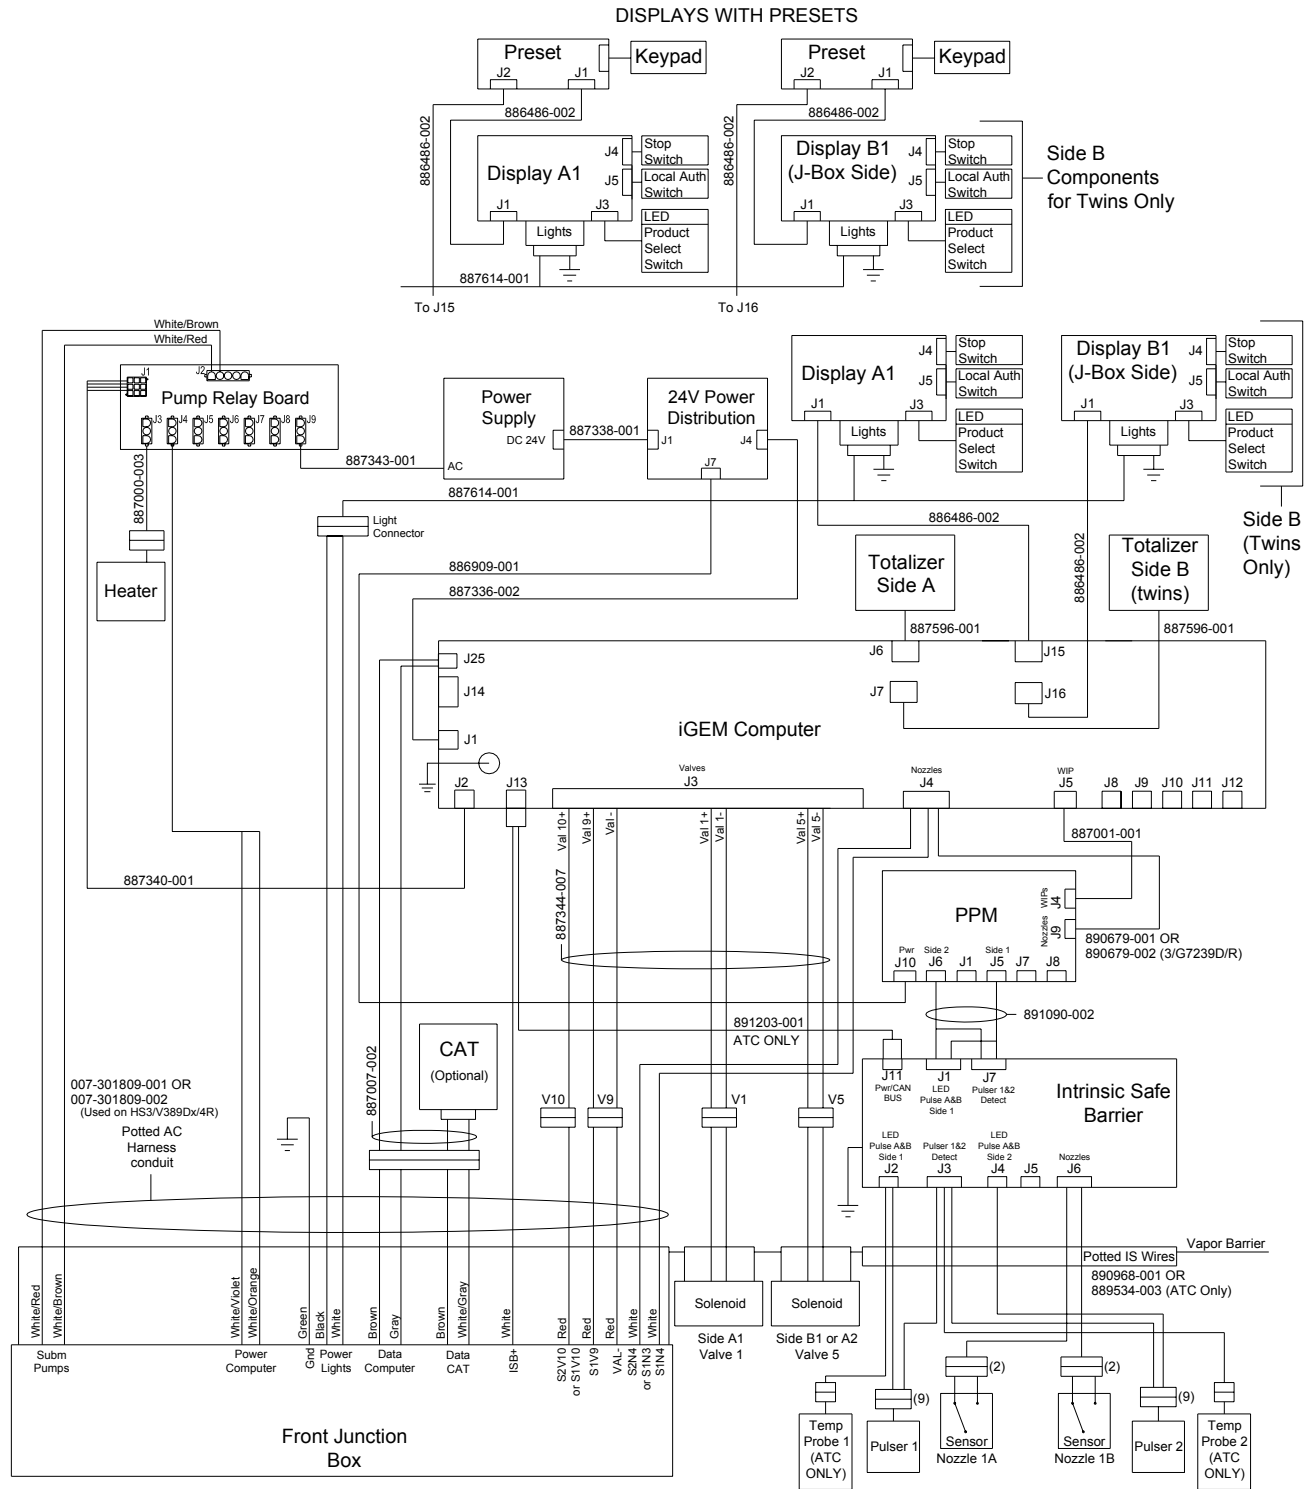 DISPLAYS WITH PRESETS
Preset
Keypad
J2
J1
886486-002
886486-002
Preset
Keypad
J2
J1
886486-002
886486-002
Display A1
J4
Stop
Switch
J5
Local Auth
Switch
J1
J3
LED
Product
Select
Switch
Lights
887614-001
To J15
Display B1
(J-Box Side)
J4
Stop
Switch
J5
Local Auth
Switch
J1
J3
LED
Product
Select
Switch
Lights
To J16
Side B
Components
for Twins Only
White/Brown
White/Red
J1
J2
Pump Relay Board
J3
J4
J5
J6
J7
J8
J9
887000-003
Heater
887343-001
Power
Supply
DC 24V
AC
887338-001
24V Power
Distribution
J1
J4
J7
Display A1
J4
Stop
Switch
J5
Local Auth
Switch
J1
J3
LED
Product
Select
Switch
Lights
Display B1
(J-Box Side)
J4
Stop
Switch
J5
Local Auth
Switch
J1
J3
LED
Product
Select
Switch
Lights
Side B
(Twins
Only)
887614-001
Light
Connector
886909-001
887336-002
886486-002
886486-002
Totalizer
Side A
887596-001
Totalizer
Side B
(twins)
887596-001
J25
J14
J1
J6
J15
J7
J16
iGEM Computer
J2
J13
Valves
J3
Nozzles
J4
WIP
J5
J8
J9
J10
J11
J12
Val 10+
Val 9+
Val -
Val 1+
Val 1-
Val 5+
Val 5-
887001-001
887340-001
887344-007
PPM
WIPs
J4
Nozzles
J9
Pwr
J10
Side 2
J6
J1
Side 1
J5
J7
J8
890679-001 OR
890679-002 (3/G7239D/R)
891090-002
891203-001
ATC ONLY
CAT
(Optional)
887007-002
007-301809-001 OR
007-301809-002
(Used on HS3/V389Dx/4R)
Potted AC
Harness
conduit
V10
V9
V1
V5
J11
Pwr/CAN
BUS
J1
LED
Pulse A&B
Side 1
J7
Pulser 1&2
Detect
Intrinsic Safe
Barrier
LED
Pulse A&B
Side 1
J2
Pulser 1&2
Detect
J3
LED
Pulse A&B
Side 2
J4
J5
Nozzles
J6
Vapor Barrier
Potted IS Wires
890968-001 OR
889534-003 (ATC Only)
White/Red
White/Brown
White/Violet
White/Orange
Green
Gnd
Black
White
Brown
Gray
Brown
White/Gray
White
Red
Red
Red
White
White
Subm
Pumps
Power
Computer
Power
Lights
Data
Computer
Data
CAT
ISB+
S2V10
or S1V10
S1V9
VAL-
S2N4
or S1N3
S1N4
Solenoid
Side A1
Valve 1
Solenoid
Side B1 or A2
Valve 5
Front Junction
Box
Temp
Probe 1
(ATC
ONLY)
(9)
Pulser 1
(2)
Sensor
Nozzle 1A
(2)
Sensor
Nozzle 1B
(9)
Pulser 2
Temp
Probe 2
(ATC
ONLY)